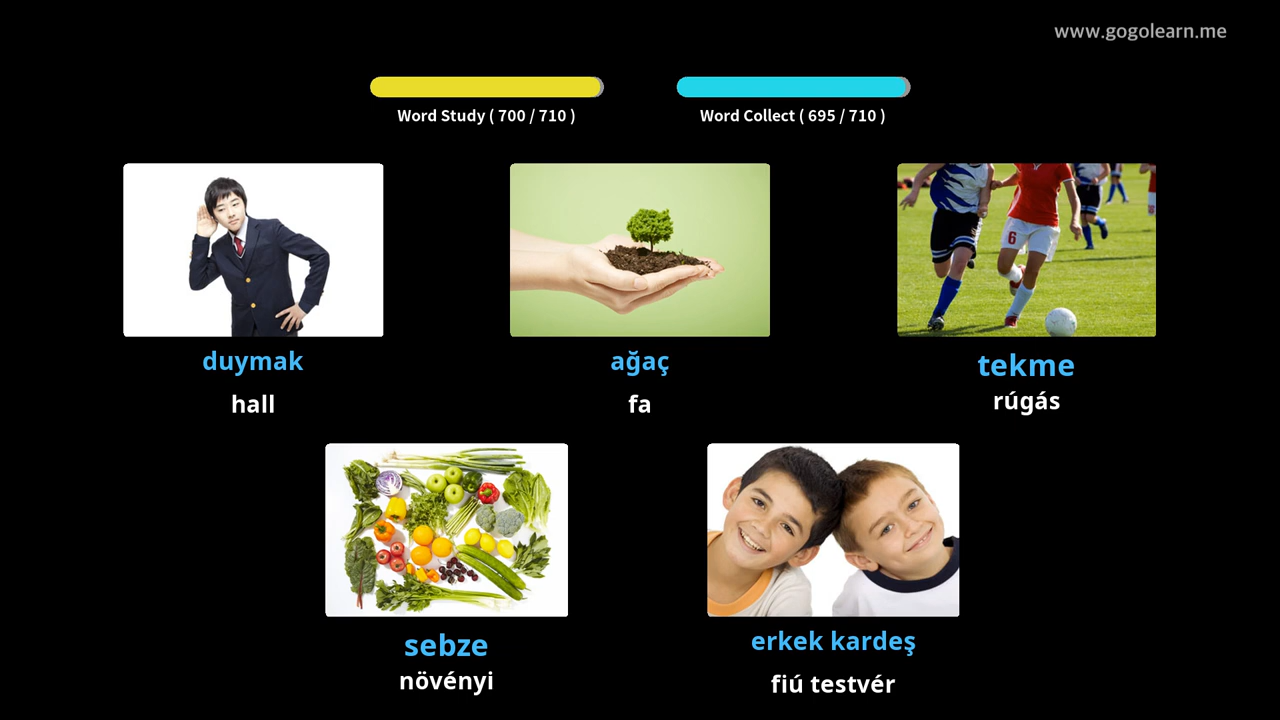 www.gogolearn.me
Word Study ( 700 / 710 )
Word Collect ( 695 / 710 )
duymak
hall
ağaç
fa
tekme
rúgás
6
sebze
növényi
erkek kardeş
fiú testvér